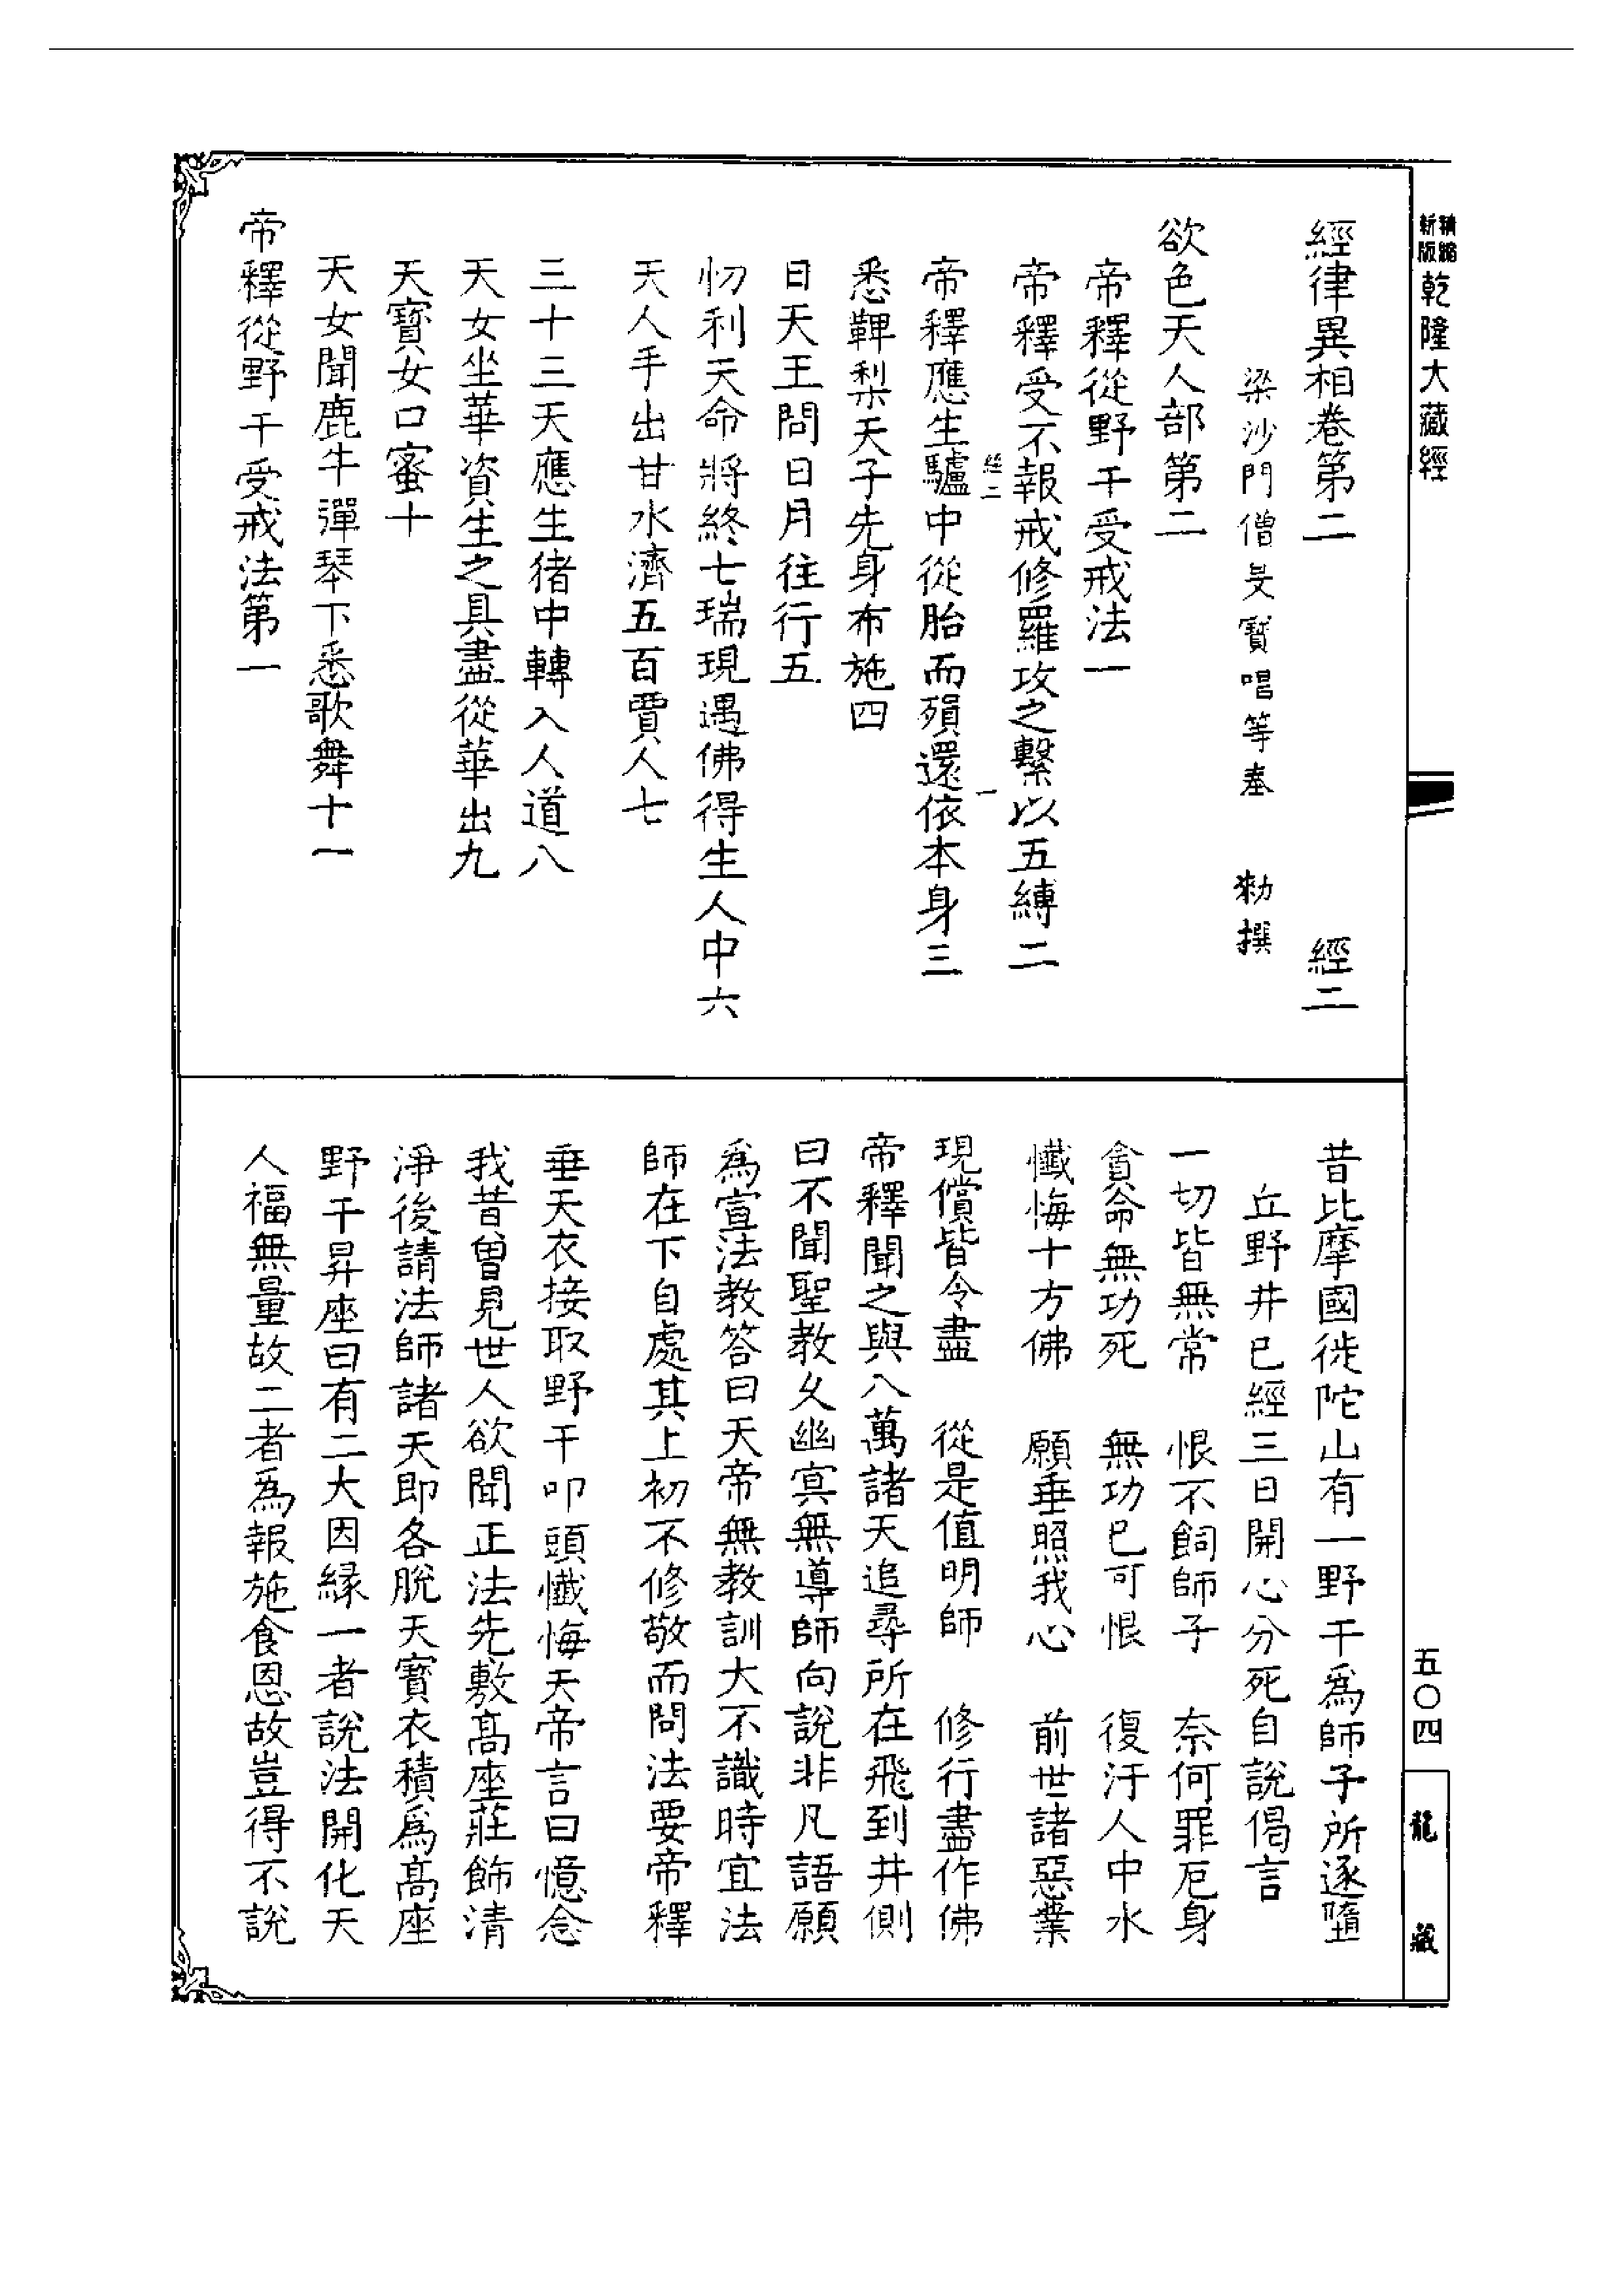 精縮新版乾隆大藏經
經律異相卷第二 經二
梁沙門僧旻寶唱等奉 勅撰
欲色天人部第二
帝釋從野干受戒法一
帝釋受不報戒修羅攻之繫以五縛二
經二 一
帝釋應生驢中從胎而殞還依本身三
悉鞞梨天子先身布施四
日天王問日月往行五
忉利天命將終七瑞現遇佛得生人中六
天人手出甘水濟五百賈人七
三十三天應生猪中轉入人道八
天女坐華資生之具盡從華出九
天寶女口蜜十
天女聞鹿牛彈琴下悉歌舞十一
帝釋從野干受戒法第一
昔比摩國徙陀山有一野干為師子所逐墮
丘野井已經三日開心分死自說偈言
一切皆無常 恨不飼師子 奈何罪厄身
貪命無功死 無功已可恨 復汙人中水
懺悔十方佛 願垂照我心 前世諸惡業
現償皆令盡 從是值明師 修行盡作佛
帝釋聞之與八萬諸天追尋所在飛到井側
曰不聞聖教久幽冥無導師向說非凡語願
為宣法教答曰天帝無教訓大不識時宜法
師在下自處其上初不修敬而問法要帝釋
垂天衣接取野干叩頭懺悔天帝言曰憶念
我昔曾見世人欲聞正法先敷髙座莊飾清
淨後請法師諸天即各脫天寶衣積為髙座
野干昇座曰有二大因緣一者說法開化天
人福無量故二者為報施食恩故豈得不說
五〇四
龍藏